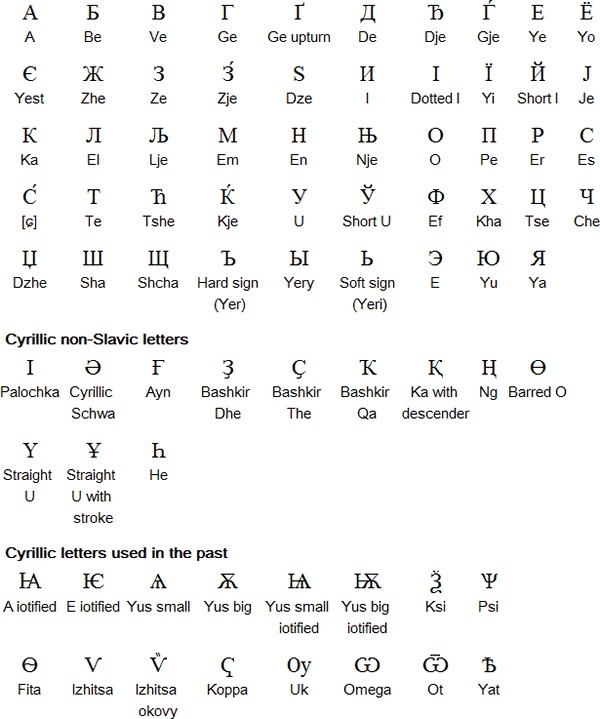 А Б В Г Ґ Д Ђ Ѓ Е Ё
A Be Ve Ge Ge upturn De Dje Gje Ye Yo
Є Ж З З́ Ѕ И І Ї Й Ј
Yest Zhe Ze Zje Dze I Dotted I Yi Short I Je
К Л Љ М Н Њ О П Р С
Ka El Lje Em En Nje O Pe Er Es
С́ Т Ћ Ќ У Ў Ф Х Ц Ч
[ɕ] Te Tshe Kje U Short U Ef Kha Tse Che
Џ Ш Щ Ъ Ы Ь Э Ю Я
Dzhe Sha Shcha Hard sign Yery Soft sign E Yu Ya
(Yer) (Yeri)
Cyrillic non-Slavic letters
Ӏ Ә Ғ Ҙ Ҫ Ҡ Қ Ң Ө
Palochka Cyrillic Ayn Bashkir Bashkir Bashkir Ka with Ng Barred O
Schwa Dhe The Qa descender
Ү Ұ Һ
Straight Straight He
U U with
stroke
Cyrillic letters used in the past
Ꙗ Ѥ Ѧ Ѫ Ѩ Ѭ Ѯ Ѱ
A iotified E iotified Yus small Yus big Yus small Yus big Ksi Psi
iotified iotified
Ѳ Ѵ Ѷ Ҁ Ѹ Ѡ Ѿ Ѣ
Fita Izhitsa Izhitsa Koppa Uk Omega Ot Yat
okovy